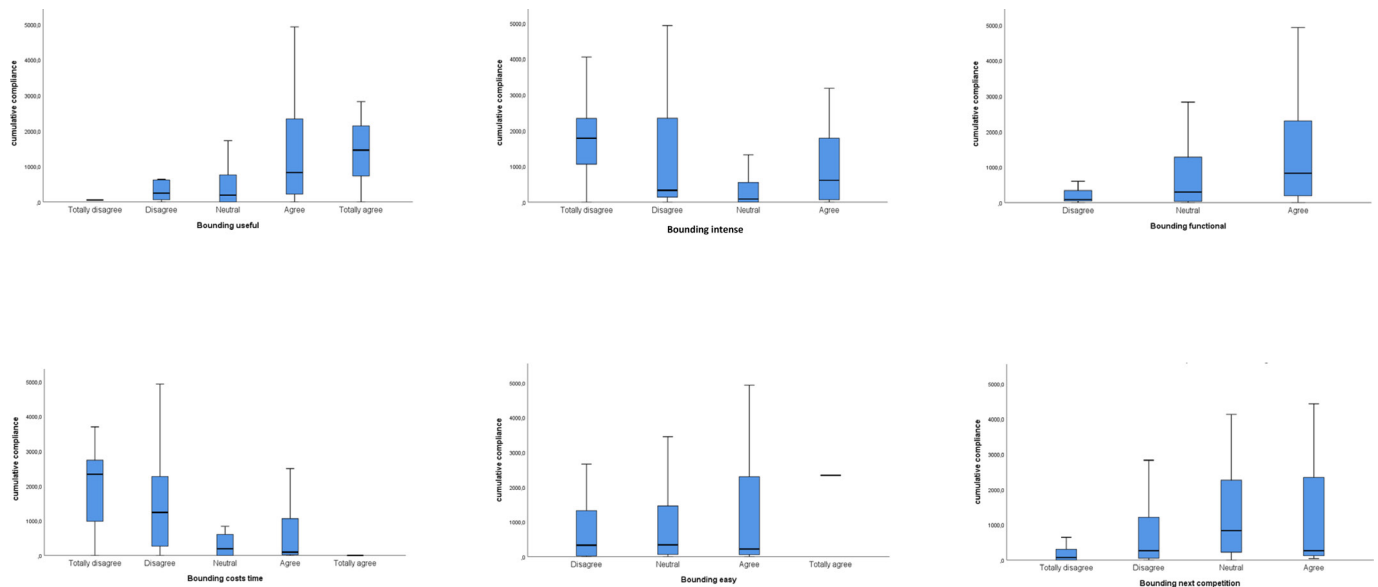 cumulative compliance
5000,0
4000,0
3000,0
2000,0
1000,0
,0
Totally disagree Disagree Neutral Agree Totally agree
Bounding useful
cumulative compliance
5000,0
4000,0
3000,0
2000,0
1000,0
,0
Totally disagree Disagree Neutral Agree
Bounding intense
cumulative compliance
5000,0
4000,0
3000,0
2000,0
1000,0
,0
Disagree Neutral Agree
Bounding functional
cumulative compliance
5000,0
4000,0
3000,0
2000,0
1000,0
,0
Totally disagree Disagree Neutral Agree Totally agree
Bounding costs time
cumulative compliance
5000,0
4000,0
3000,0
2000,0
1000,0
,0
Disagree Neutral Agree Totally agree
Bounding easy
cumulative compliance
5000,0
4000,0
3000,0
2000,0
1000,0
,0
Totally disagree Disagree Neutral Agree
Bounding next competition